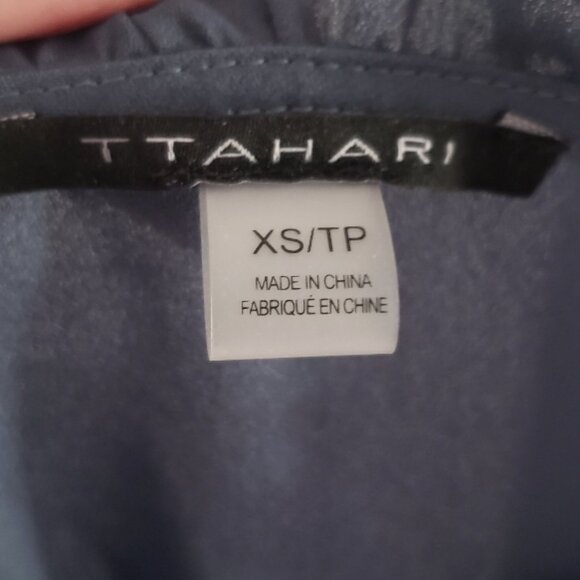 TTAHARI
XS/TP
MADE IN CHINA
FABRIQUÉ EN CHINE